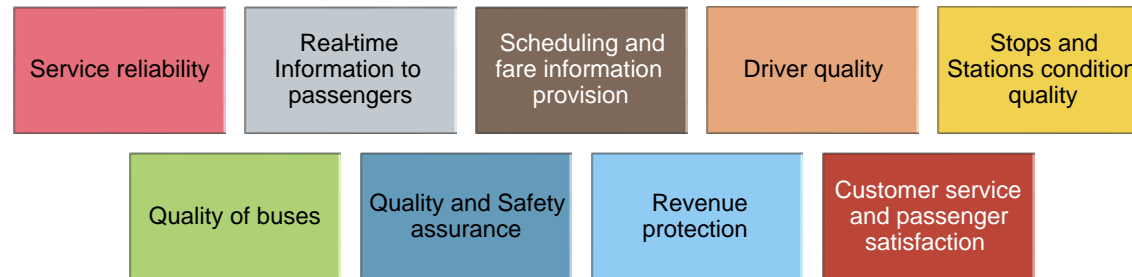 Service reliability
Real-time
Information to
passengers
Scheduling and
fare information
provision
Driver quality
Stops and
Stations condition
quality
Quality of buses
Quality and Safety
assurance
Revenue
protection
Customer service
and passenger
satisfaction